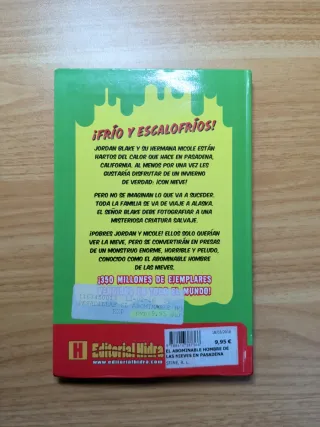 ¡FRÍO Y ESCALOFRÍOS!
JORDAN BLAKE Y SU HERMANA NICOLE ESTÁN
HARTOS DEL CALOR QUE HACE EN PASADENA,
CALIFORNIA. AL MENOS POR UNA VEZ LES
GUSTARÍA DISFRUTAR DE UN INVIERNO
DE VERDAD: ¡CON NIEVE!
PERO NO SE IMAGINAN LO QUE VA A SUCEDER.
TODA LA FAMILIA SE VA DE VIAJE A ALASKA.
EL SEÑOR BLAKE DEBE FOTOGRAFIAR A UNA
MISTERIOSA CRIATURA SALVAJE.
¡POBRES JORDAN Y NICOLE! ELLOS SOLO QUERÍAN
VER LA NIEVE, PERO SE CONVERTIRÁN EN PRESAS
DE UN MONSTRUO ENORME, HORRIBLE Y PELUDO,
CONOCIDO COMO EL ABOMINABLE HOMBRE
DE LAS NIEVES.
¡350 MILLONES DE EJEMPLARES
MUNDO!
H Editorial Hidra
www.editorialhidra.com
9,95 €
EL ABOMINABLE HOMBRE DE
LAS NIEVES EN PASADENA